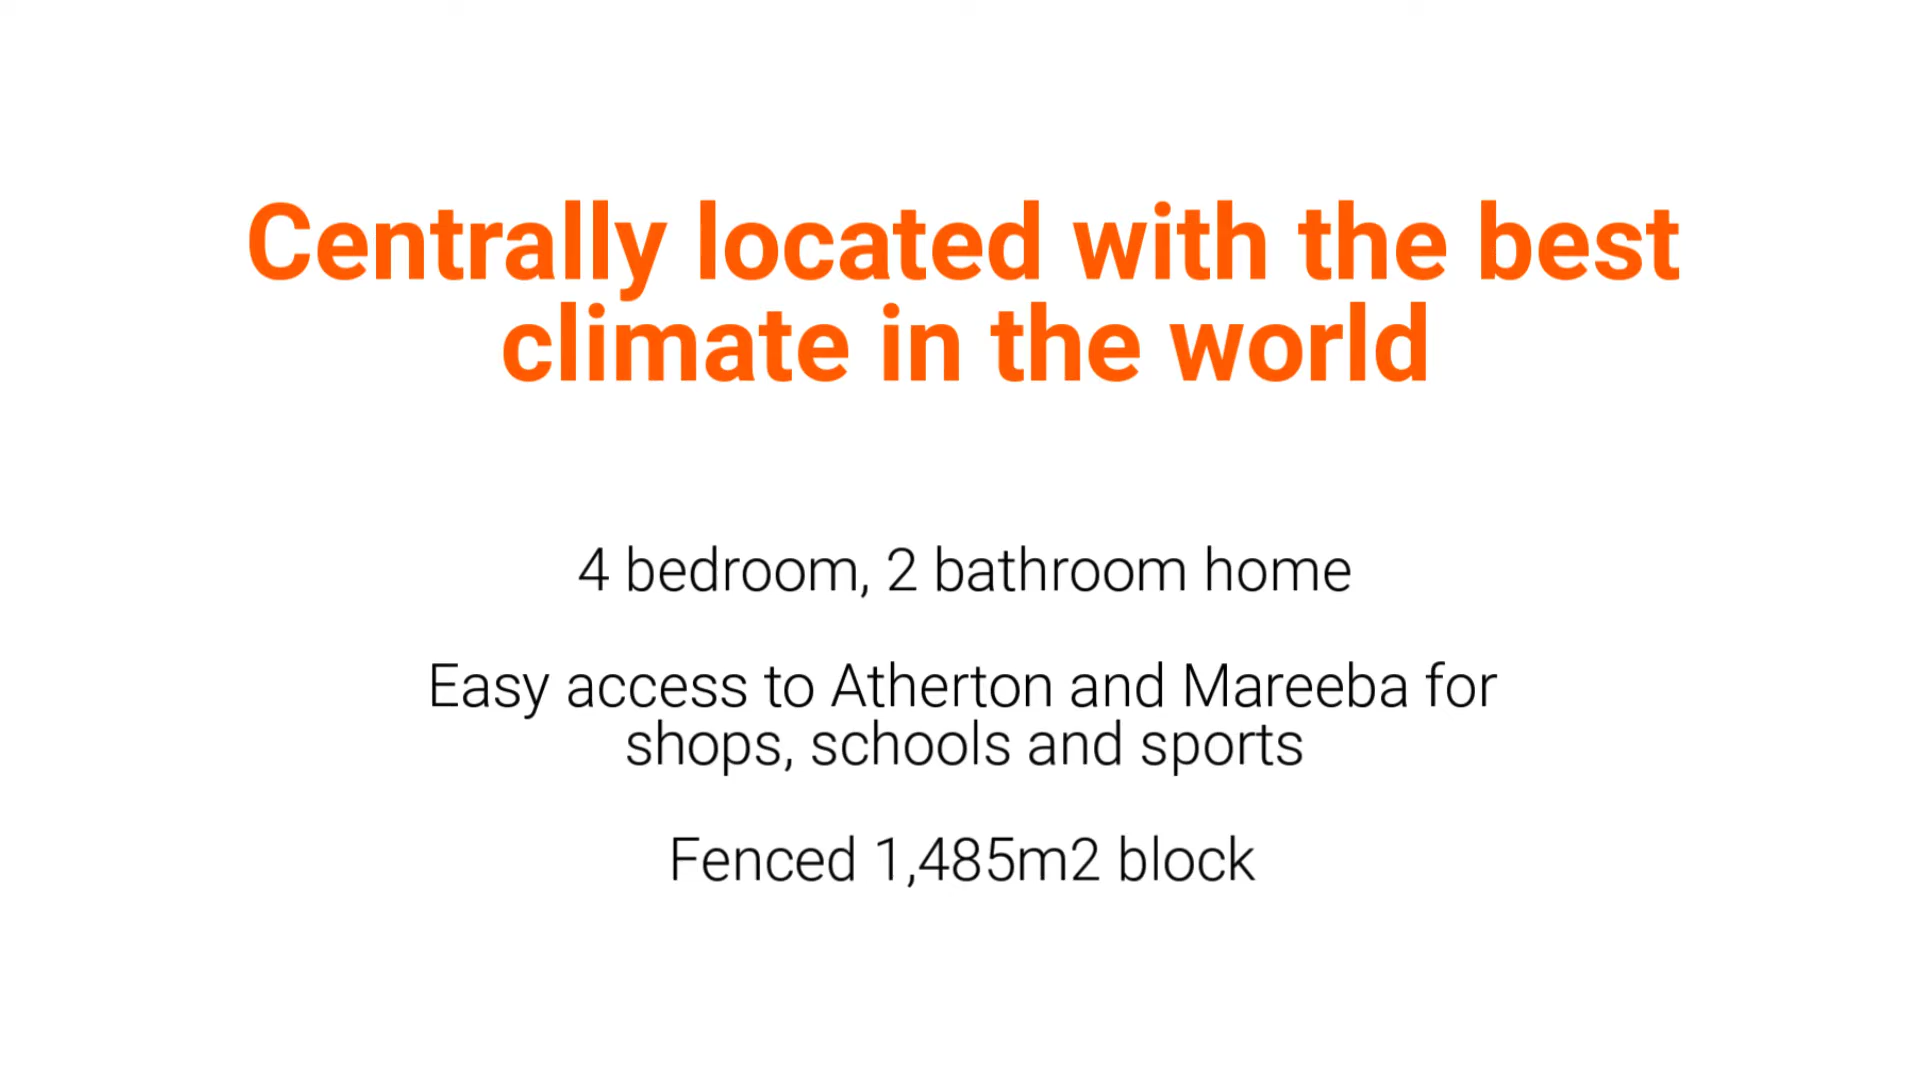 Centrally located with the best
climate in the world
4 bedroom, 2 bathroom home
Easy access to Atherton and Mareeba for
shops, schools and sports
Fenced 1,485m2 block